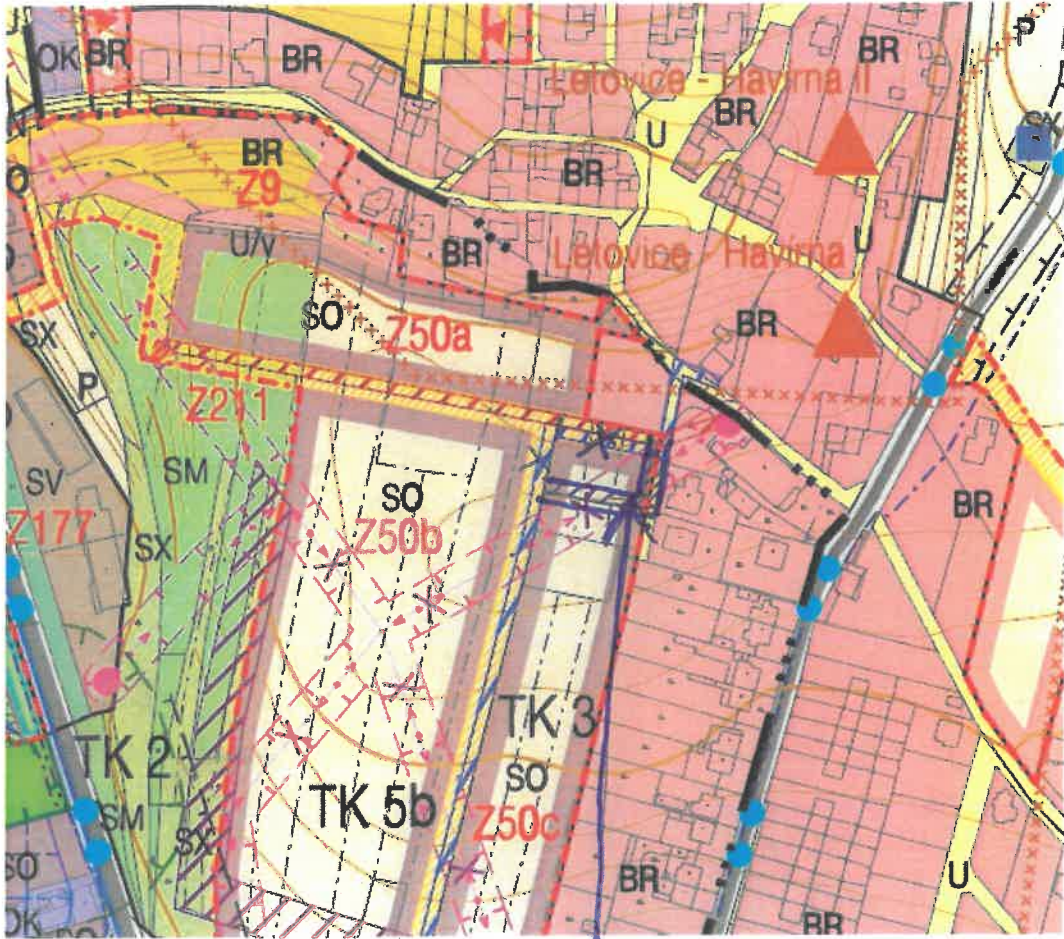 OK
BR
BR
BR
P
Letovice - Havírna II
BR
U
BR
BR
Z9
BR
U/V
BR
Letovice - Havírna I
U
SO
Z50a
BR
SX
P
Z211
SM
SO
SV
Z177
Z50b
SX
BR
TK 3
TK 2
SO
TK 5b
SM
Z50c
SX
SO
BR
U
OK
BR